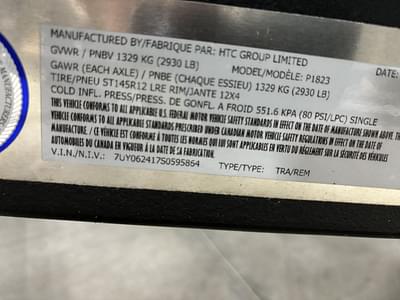 MANUFACTURED BY/FABRIQUE PAR: HTC GROUP LIMITED
GVWR / PNBV 1329 KG (2930 LB) MODEL/MODÈLE: P1823 DATE:
GAWR (EACH AXLE) / PNBE (CHAQUE ESSIEU) 1329 KG (2930 LB)
TIRE/PNEU ST145R12 LRE RIM/JANTE 12X4
COLD INFL. PRESS/PRESS. DE GONFL. A FROID 551.6 KPA (80 PSI/LPC) SINGLE
THIS VEHICLE CONFORMS TO ALL APPLICABLE U.S. FEDERAL MOTOR VEHICLE SAFETY STANDARDS IN EFFECT ON THE DATE OF MANUFACTURE SHOWN ABOVE.
THIS VEHICLE CONFORMS TO ALL APPLICABLE STANDARDS PRESCRIBED UNDER THE CANADIAN MOTOR VEHICLE SAFETY REGULATIONS IN EFFECT ON THE
DATE OF MANUFACTURE. / CE VEHICULE EST CONFORME À TOUTES LES NORMES QUI LUI SONT APPLICABLES EN VERTU DU RÈGLEMENT SUR LA SÉCURITÉ DES VÉHICULES
AUTOMOBILES DU CANADA EN VIGUEUR À LA DATE DE SA FABRICATION
V.I.N./N.I.V.: 7UY062417S0595864 TYPE/TYPE: TRA/REM